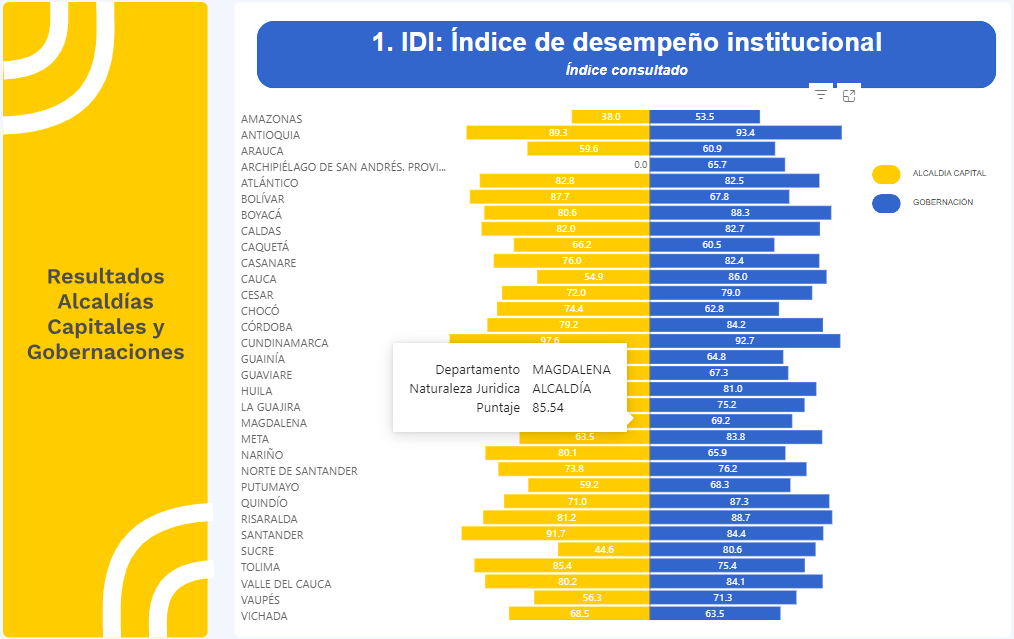 Resultados
Alcaldías
Capitales y
Gobernaciones
1. IDI: Índice de desempeño institucional
Índice consultado
AMAZONAS 38.0 53.5
ANTIOQUIA 89.3 93.4
ARAUCA 59.6 60.9
ARCHIPIÉLAGO DE SAN ANDRÉS. PROVI... 0.0 65.7
ATLÁNTICO 82.8 82.5
BOLÍVAR 87.7 67.8
BOYACÁ 80.6 88.3
CALDAS 82.0 82.7
CAQUETÁ 66.2 60.5
CASANARE 76.0 82.4
CAUCA 54.9 86.0
CESAR 72.0 79.0
CHOCÓ 74.4 62.8
CÓRDOBA 79.2 84.2
CUNDINAMARCA 97.6 92.7
GUAINÍA 64.8
GUAVIARE 67.3
HUILA 81.0
LA GUAJIRA 75.2
MAGDALENA 69.2
META 63.5 83.8
NARIÑO 80.1 65.9
NORTE DE SANTANDER 73.8 76.2
PUTUMAYO 59.2 68.3
QUINDÍO 71.0 87.3
RISARALDA 81.2 88.7
SANTANDER 91.7 84.4
SUCRE 44.6 80.6
TOLIMA 85.4 75.4
VALLE DEL CAUCA 80.2 84.1
VAUPÉS 56.3 71.3
VICHADA 68.5 63.5
Departamento MAGDALENA
Naturaleza Juridica ALCALDÍA
Puntaje 85.54
ALCALDIA CAPITAL
GOBERNACIÓN